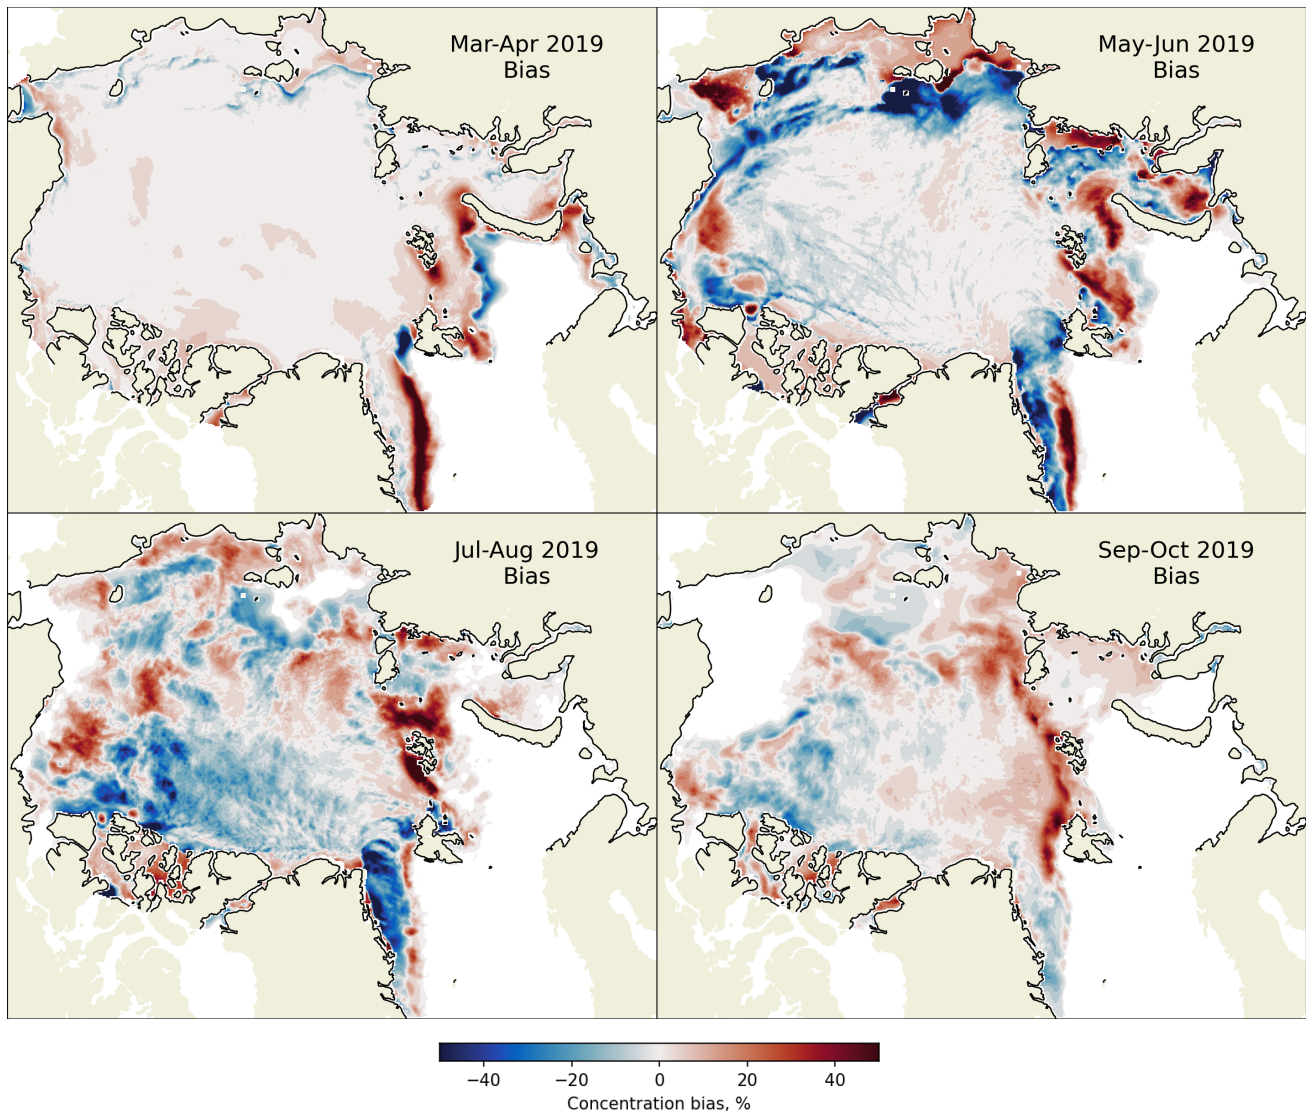 Mar-Apr 2019
Bias
May-Jun 2019
Bias
Jul-Aug 2019
Bias
Sep-Oct 2019
Bias
−40 −20 0 20 40
Concentration bias, %